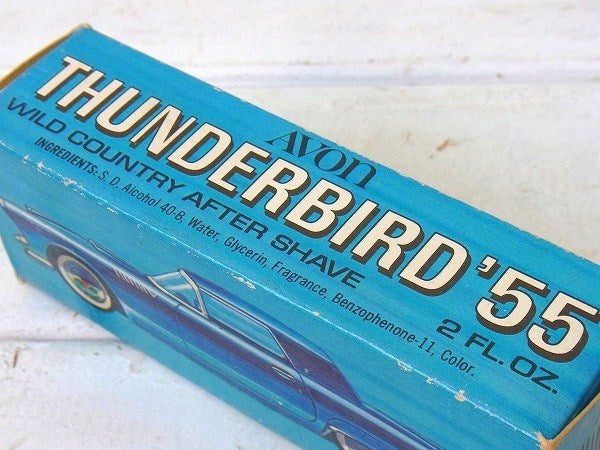 AVON
THUNDERBIRD '55
WILD COUNTRY AFTER SHAVE 2 FL. OZ.
INGREDIENTS: S. D. Alcohol 40-B, Water, Glycerin, Fragrance, Benzophenone-11, Color.